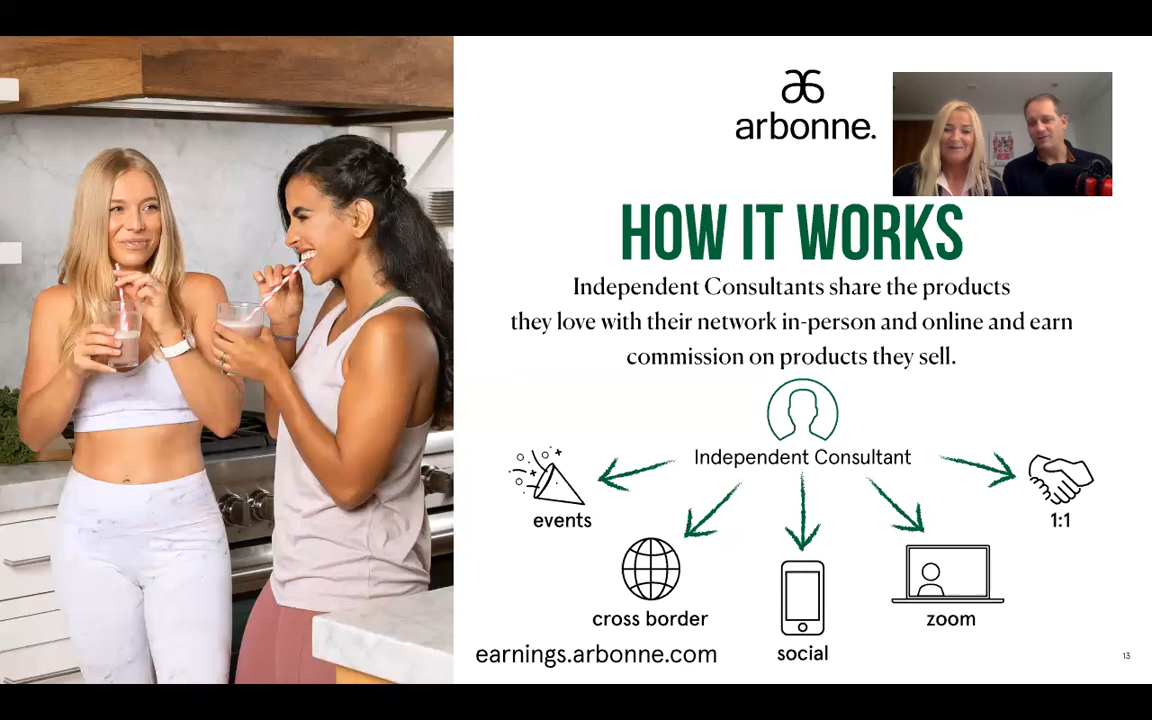 arbonne.
HOW IT WORKS
Independent Consultants share the products
they love with their network in-person and online and earn
commission on products they sell.
Independent Consultant
events
1:1
cross border
zoom
social
earnings.arbonne.com
13